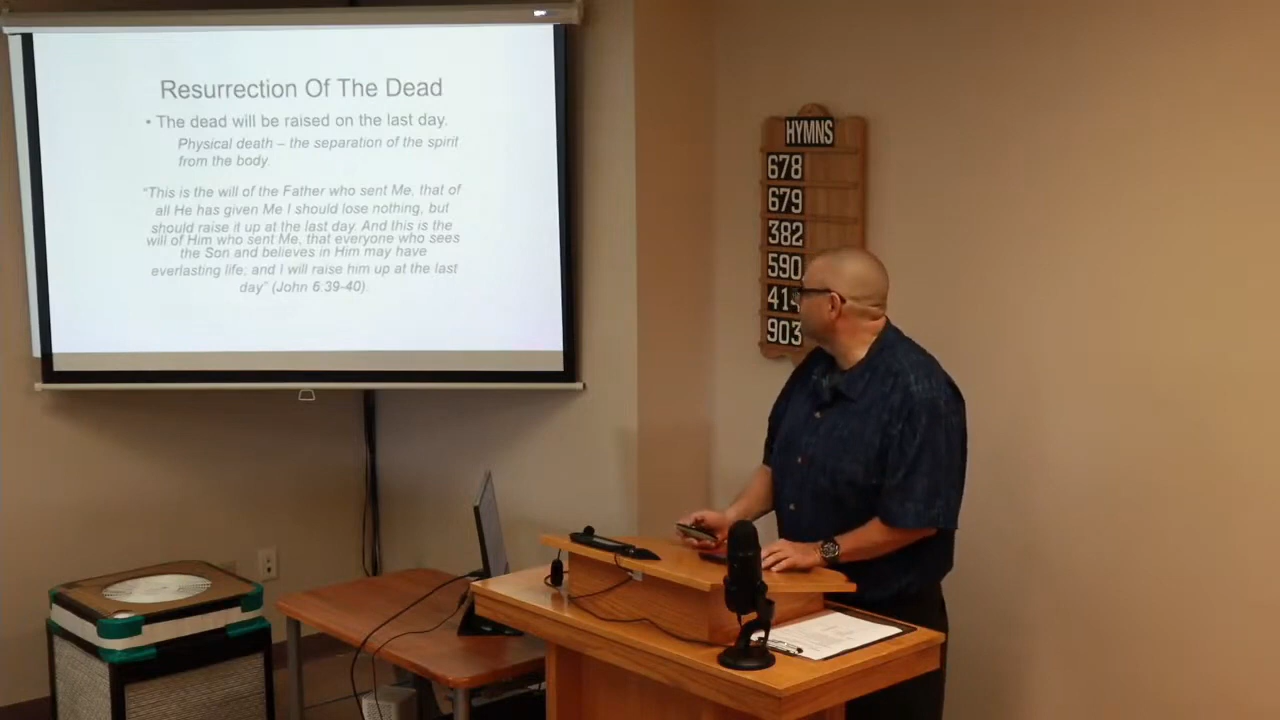 Resurrection Of The Dead
• The dead will be raised on the last day.
Physical death – the separation of the spirit
from the body.
"This is the will of the Father who sent Me, that of
all He has given Me I should lose nothing, but
should raise it up at the last day. And this is the
will of Him who sent Me, that everyone who sees
the Son and believes in Him may have
everlasting life; and I will raise him up at the last
day" (John 6:39-40).
HYMNS
678
679
382
590
414
903